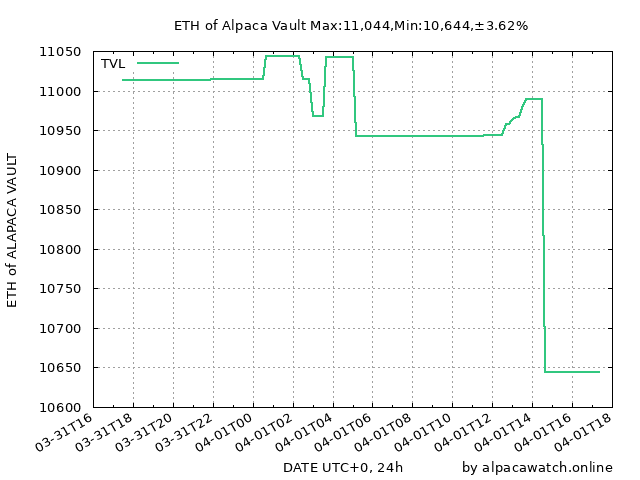 ETH of Alpaca Vault Max:11,044,Min:10,644,±3.62%
TVL
11050
11000
10950
10900
10850
10800
10750
10700
10650
10600
ETH of ALAPACA VAULT
03-31T16
03-31T18
03-31T20
03-31T22
04-01T00
04-01T02
04-01T04
04-01T06
04-01T08
04-01T10
04-01T12
04-01T14
04-01T16
04-01T18
DATE UTC+0, 24h
by alpacawatch.online